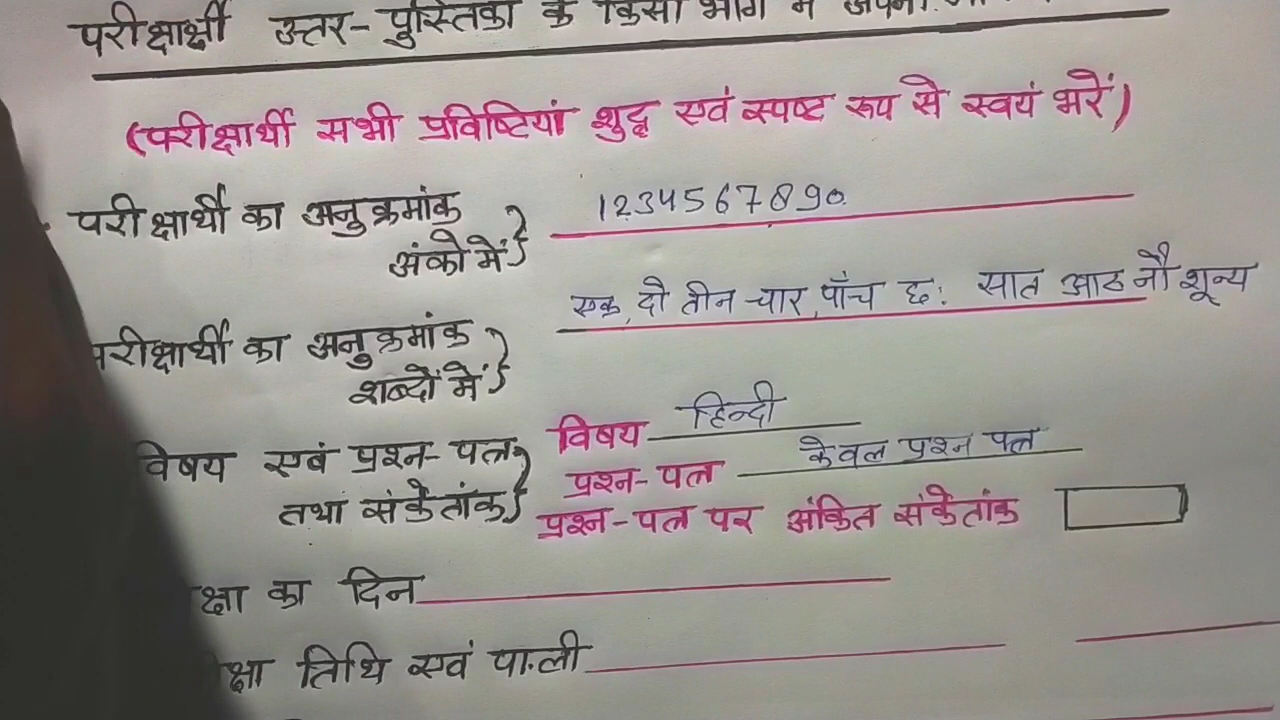 परीक्षार्थी उत्तर-पुस्तिका के किसी भाग में अपना
(परीक्षार्थी सभी प्रविष्टियां शुद्ध एवं स्पष्ट रूप से स्वयं भरें)
परीक्षार्थी का अनुक्रमांक
अंको में} 1234567890
एक, दो तीन चार, पाँच छ: सात आठ नौ शून्य
परीक्षार्थी का अनुक्रमांक
शब्दों में}
विषय हिन्दी
विषय एवं प्रश्न-पत्र
प्रश्न-पत्र केवल प्रश्न पत्र
तथा संकेतांक}
प्रश्न-पत्र पर अंकित संकेतांक
क्षा का दिन
क्षा तिथि एवं पा.ली